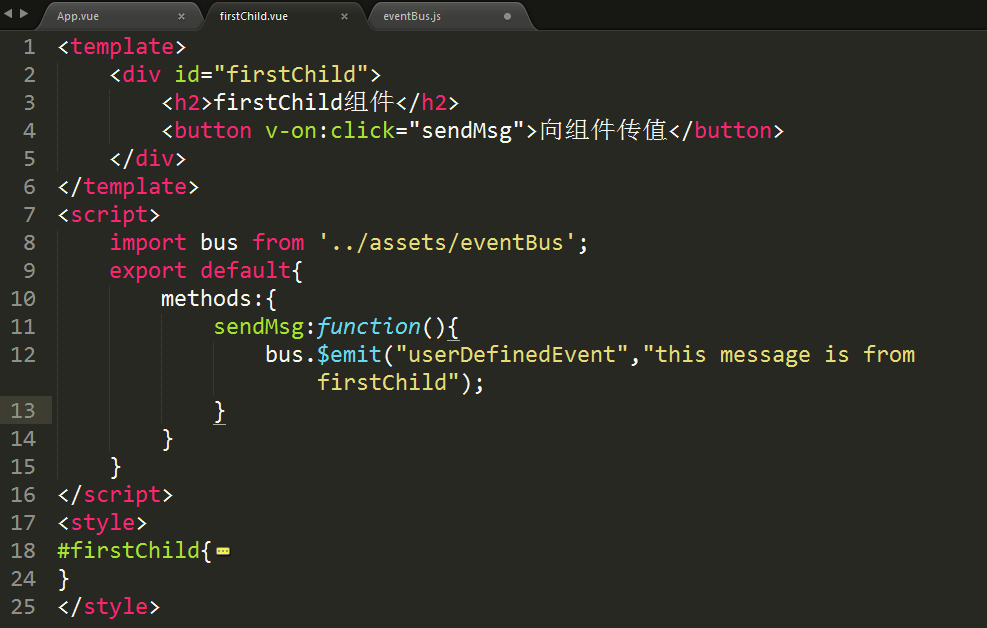 App.vue × firstChild.vue × eventBus.js
1 <template>
2 <div id="firstChild">
3 <h2>firstChild组件</h2>
4 <button v-on:click="sendMsg">向组件传值</button>
5 </div>
6 </template>
7 <script>
8 import bus from '../assets/eventBus';
9 export default{
10 methods:{
11 sendMsg:function(){
12 bus.$emit("userDefinedEvent","this message is from
firstChild");
13 }
14 }
15 }
16 </script>
17 <style>
18 #firstChild{
24 }
25 </style>